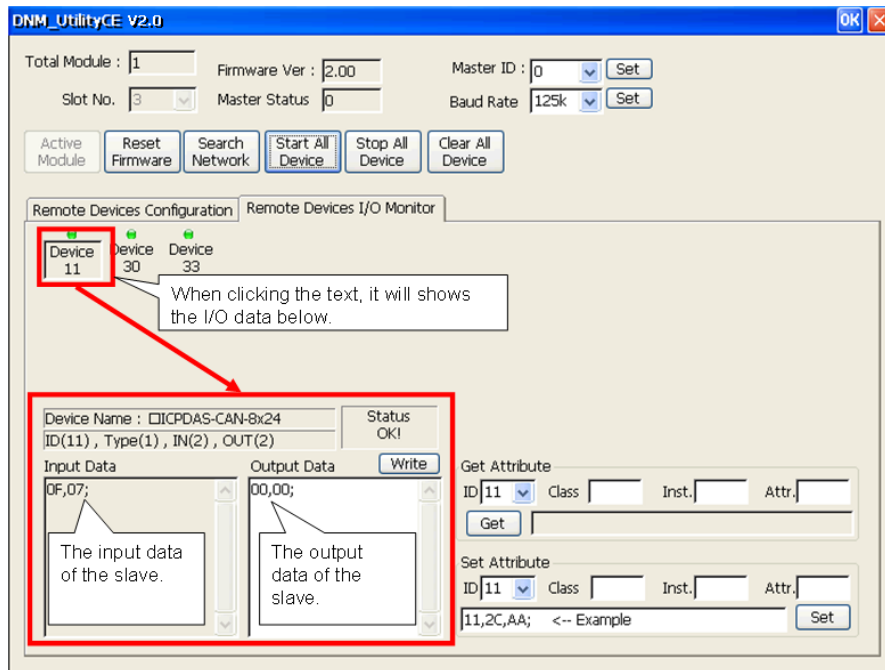 DNM_UtilityCE V2.0
OK
Total Module : 1
Firmware Ver : 2.00
Master ID : 0
Set
Slot No. 3
Master Status 0
Baud Rate 125k
Set
Active Module
Reset Firmware
Search Network
Start All Device
Stop All Device
Clear All Device
Remote Devices Configuration
Remote Devices I/O Monitor
Device 11
Device 30
Device 33
When clicking the text, it will shows
the I/O data below.
Device Name : □ICPDAS-CAN-8x24
ID(11) , Type(1) , IN(2) , OUT(2)
Status
OK!
Input Data
Output Data
Write
0F,07;
00,00;
The input data
of the slave.
The output
data of the
slave.
Get Attribute
ID 11 Class Inst. Attr.
Get
Set Attribute
ID 11 Class Inst. Attr.
11,2C,AA; <-- Example
Set